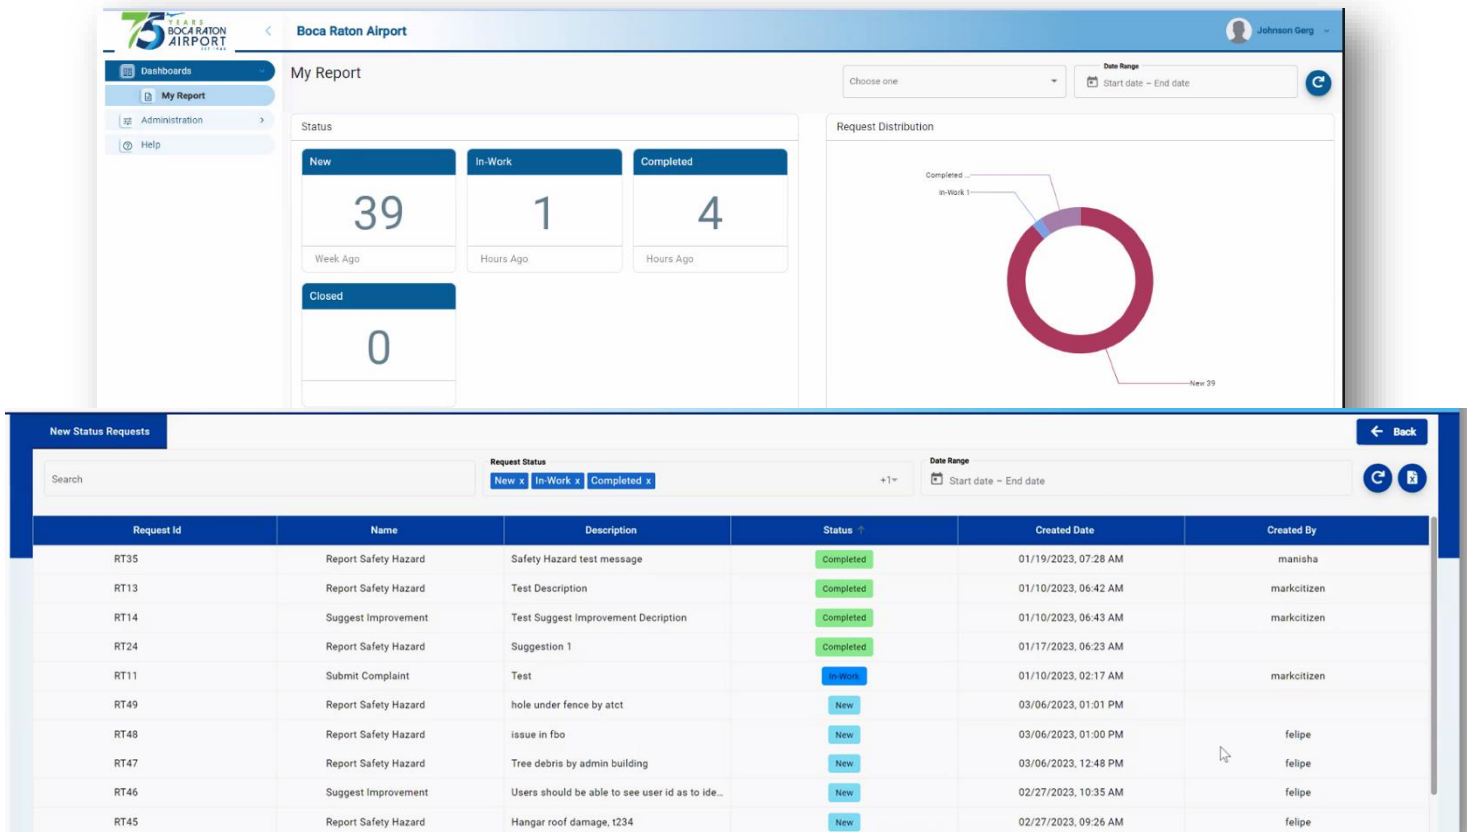 75 YEARS
BOCA RATON
AIRPORT
Boca Raton Airport
Johnson Gerg
Dashboards
My Report
Administration
Help
My Report
Choose one
Date Range
Start date – End date
Status
New
39
Week Ago
In-Work
1
Hours Ago
Completed
4
Hours Ago
Closed
0
Request Distribution
Completed ...
In-Work 1
New 39
New Status Requests
Back
Search
Request Status
New x In-Work x Completed x
+1
Date Range
Start date – End date
Request Id Name Description Status Created Date Created By
RT35 Report Safety Hazard Safety Hazard test message Completed 01/19/2023, 07:28 AM manisha
RT13 Report Safety Hazard Test Description Completed 01/10/2023, 06:42 AM markcitizen
RT14 Suggest Improvement Test Suggest Improvement Decription Completed 01/10/2023, 06:43 AM markcitizen
RT24 Report Safety Hazard Suggestion 1 Completed 01/17/2023, 06:23 AM
RT11 Submit Complaint Test In-Work 01/10/2023, 02:17 AM markcitizen
RT49 Report Safety Hazard hole under fence by atct New 03/06/2023, 01:01 PM
RT48 Report Safety Hazard issue in fbo New 03/06/2023, 01:00 PM felipe
RT47 Report Safety Hazard Tree debris by admin building New 03/06/2023, 12:48 PM felipe
RT46 Suggest Improvement Users should be able to see user id as to ide... New 02/27/2023, 10:35 AM felipe
RT45 Report Safety Hazard Hangar roof damage, t234 New 02/27/2023, 09:26 AM felipe